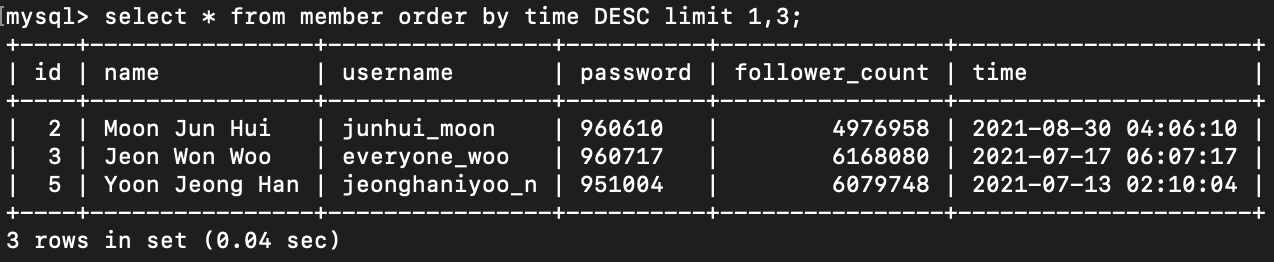 [mysql> select * from member order by time DESC limit 1,3;
+----+----------------+-----------------+----------+----------------+---------------------+
| id | name           | username        | password | follower_count | time                |
+----+----------------+-----------------+----------+----------------+---------------------+
|  2 | Moon Jun Hui   | junhui_moon     | 960610   |        4976958 | 2021-08-30 04:06:10 |
|  3 | Jeon Won Woo   | everyone_woo    | 960717   |        6168080 | 2021-07-17 06:07:17 |
|  5 | Yoon Jeong Han | jeonghaniyoo_n | 951004   |        6079748 | 2021-07-13 02:10:04 |
+----+----------------+-----------------+----------+----------------+---------------------+
3 rows in set (0.04 sec)